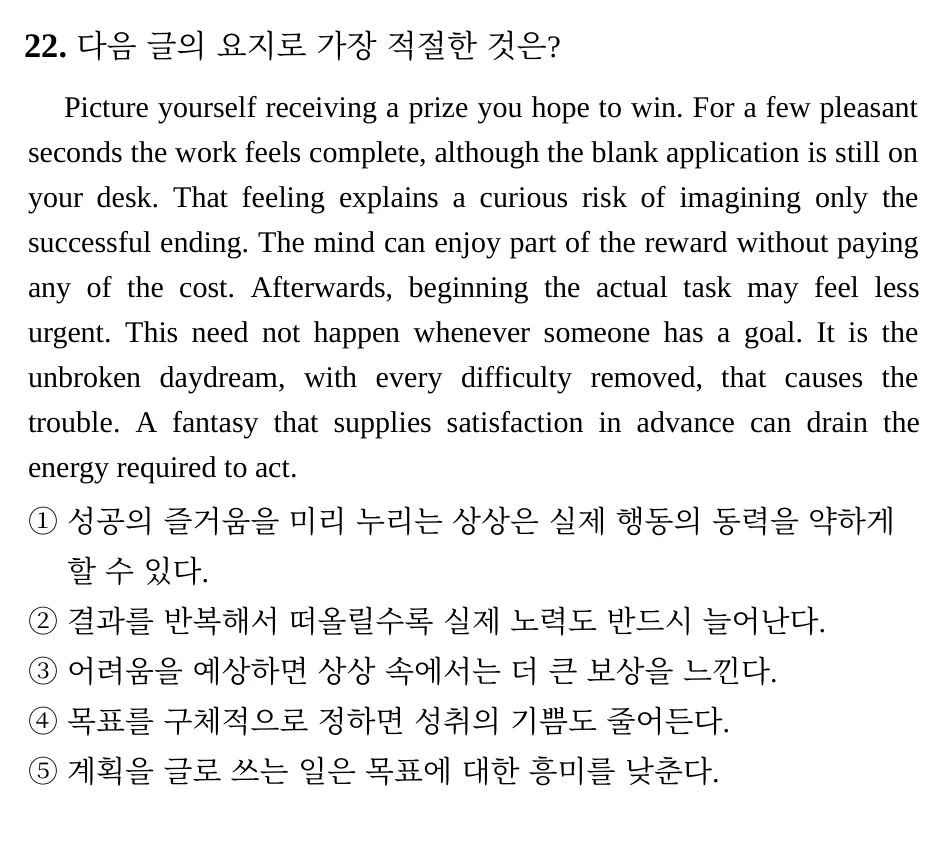 22. 다음 글의 요지로 가장 적절한 것은?
Picture yourself receiving a prize you hope to win. For a few pleasant
seconds the work feels complete, although the blank application is still on
your desk. That feeling explains a curious risk of imagining only the
successful ending. The mind can enjoy part of the reward without paying
any of the cost. Afterwards, beginning the actual task may feel less
urgent. This need not happen whenever someone has a goal. It is the
unbroken daydream, with every difficulty removed, that causes the
trouble. A fantasy that supplies satisfaction in advance can drain the
energy required to act.
① 성공의 즐거움을 미리 누리는 상상은 실제 행동의 동력을 약하게
할 수 있다.
② 결과를 반복해서 떠올릴수록 실제 노력도 반드시 늘어난다.
③ 어려움을 예상하면 상상 속에서는 더 큰 보상을 느낀다.
④ 목표를 구체적으로 정하면 성취의 기쁨도 줄어든다.
⑤ 계획을 글로 쓰는 일은 목표에 대한 흥미를 낮춘다.